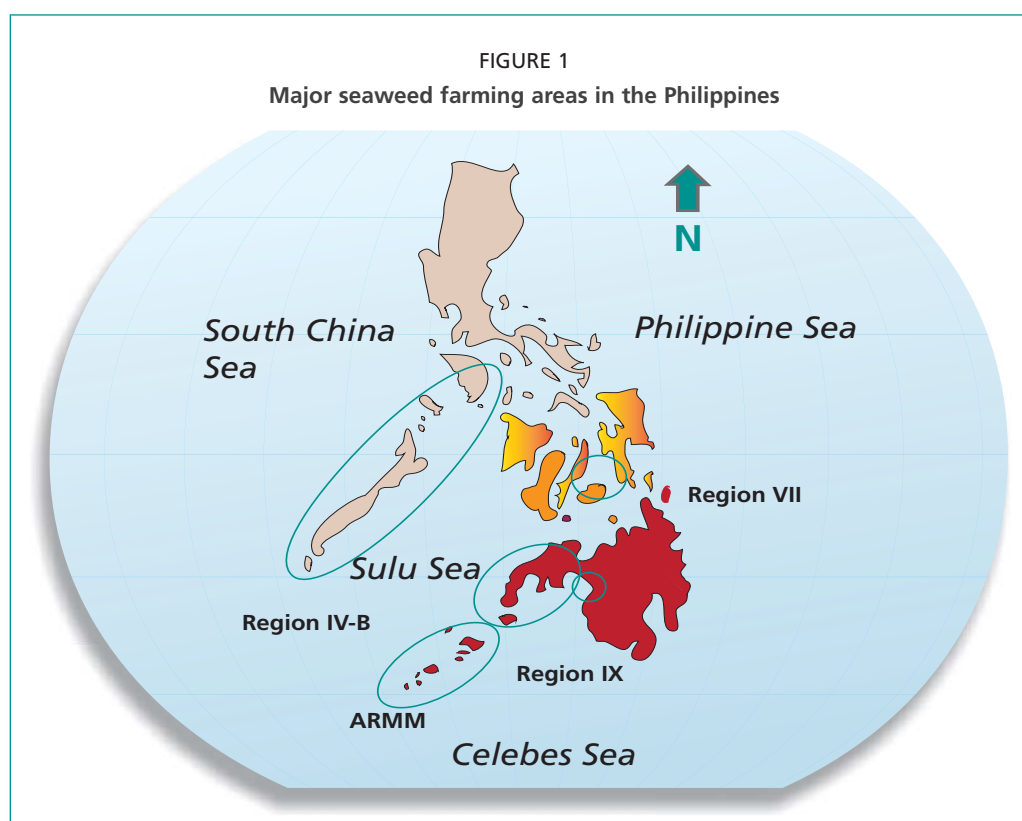 FIGURE 1
Major seaweed farming areas in the Philippines
N
South China
Sea
Philippine Sea
Region VII
Sulu Sea
Region IV-B
Region IX
ARMM
Celebes Sea